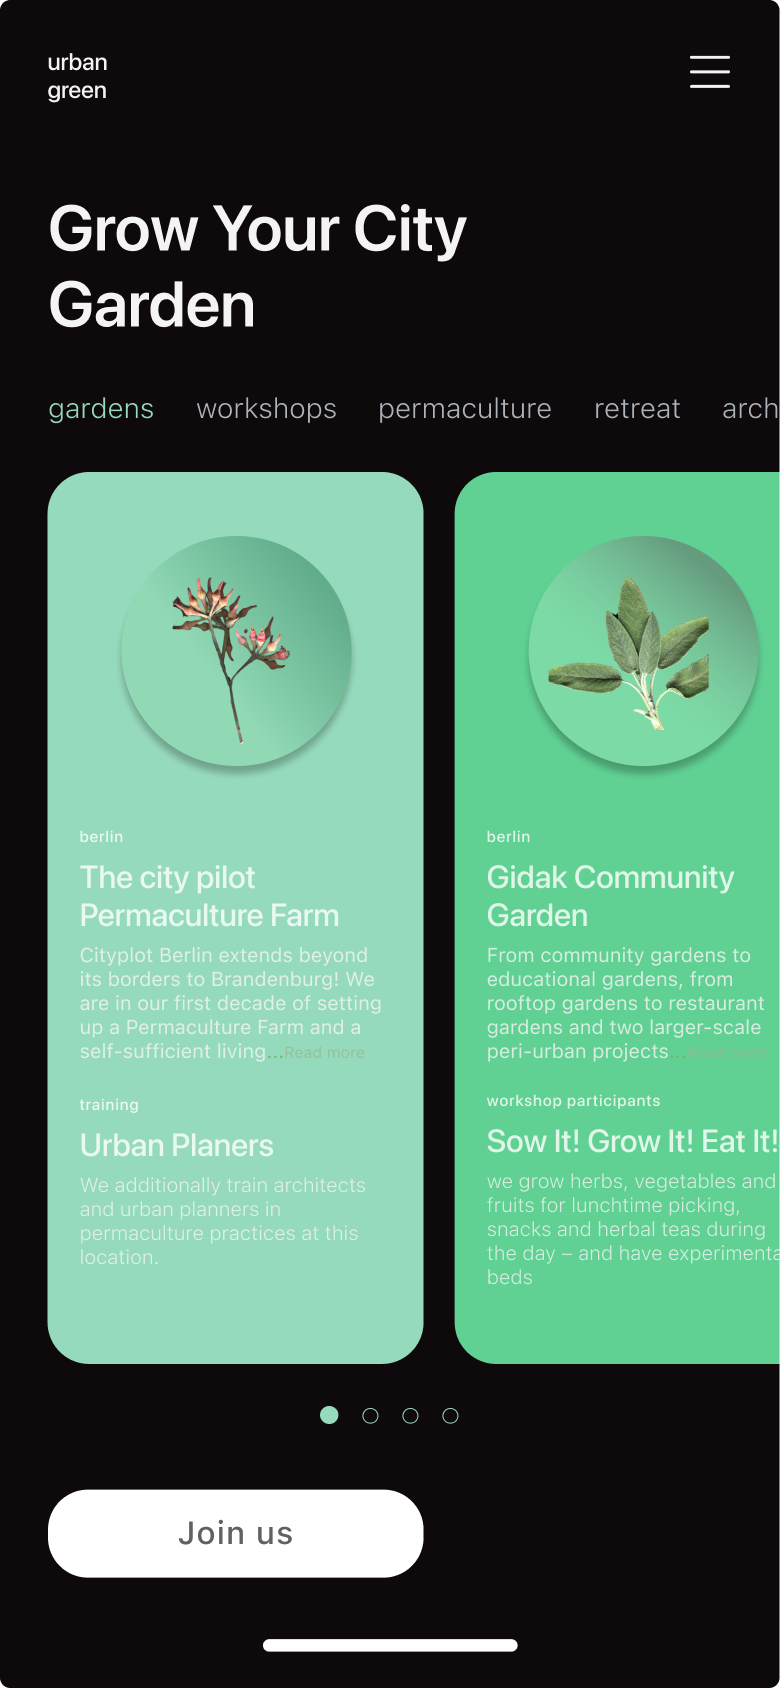 urban
green
Grow Your City
Garden
gardens workshops permaculture retreat arch
berlin
The city pilot
Permaculture Farm
Cityplot Berlin extends beyond
its borders to Brandenburg! We
are in our first decade of setting
up a Permaculture Farm and a
self-sufficient living...Read more
training
Urban Planers
We additionally train architects
and urban planners in
permaculture practices at this
location.
berlin
Gidak Community
Garden
From community gardens to
educational gardens, from
rooftop gardens to restaurant
gardens and two larger-scale
peri-urban projects...
workshop participants
Sow It! Grow It! Eat It!
we grow herbs, vegetables and
fruits for lunchtime picking,
snacks and herbal teas during
the day – and have experimenta
beds
Join us